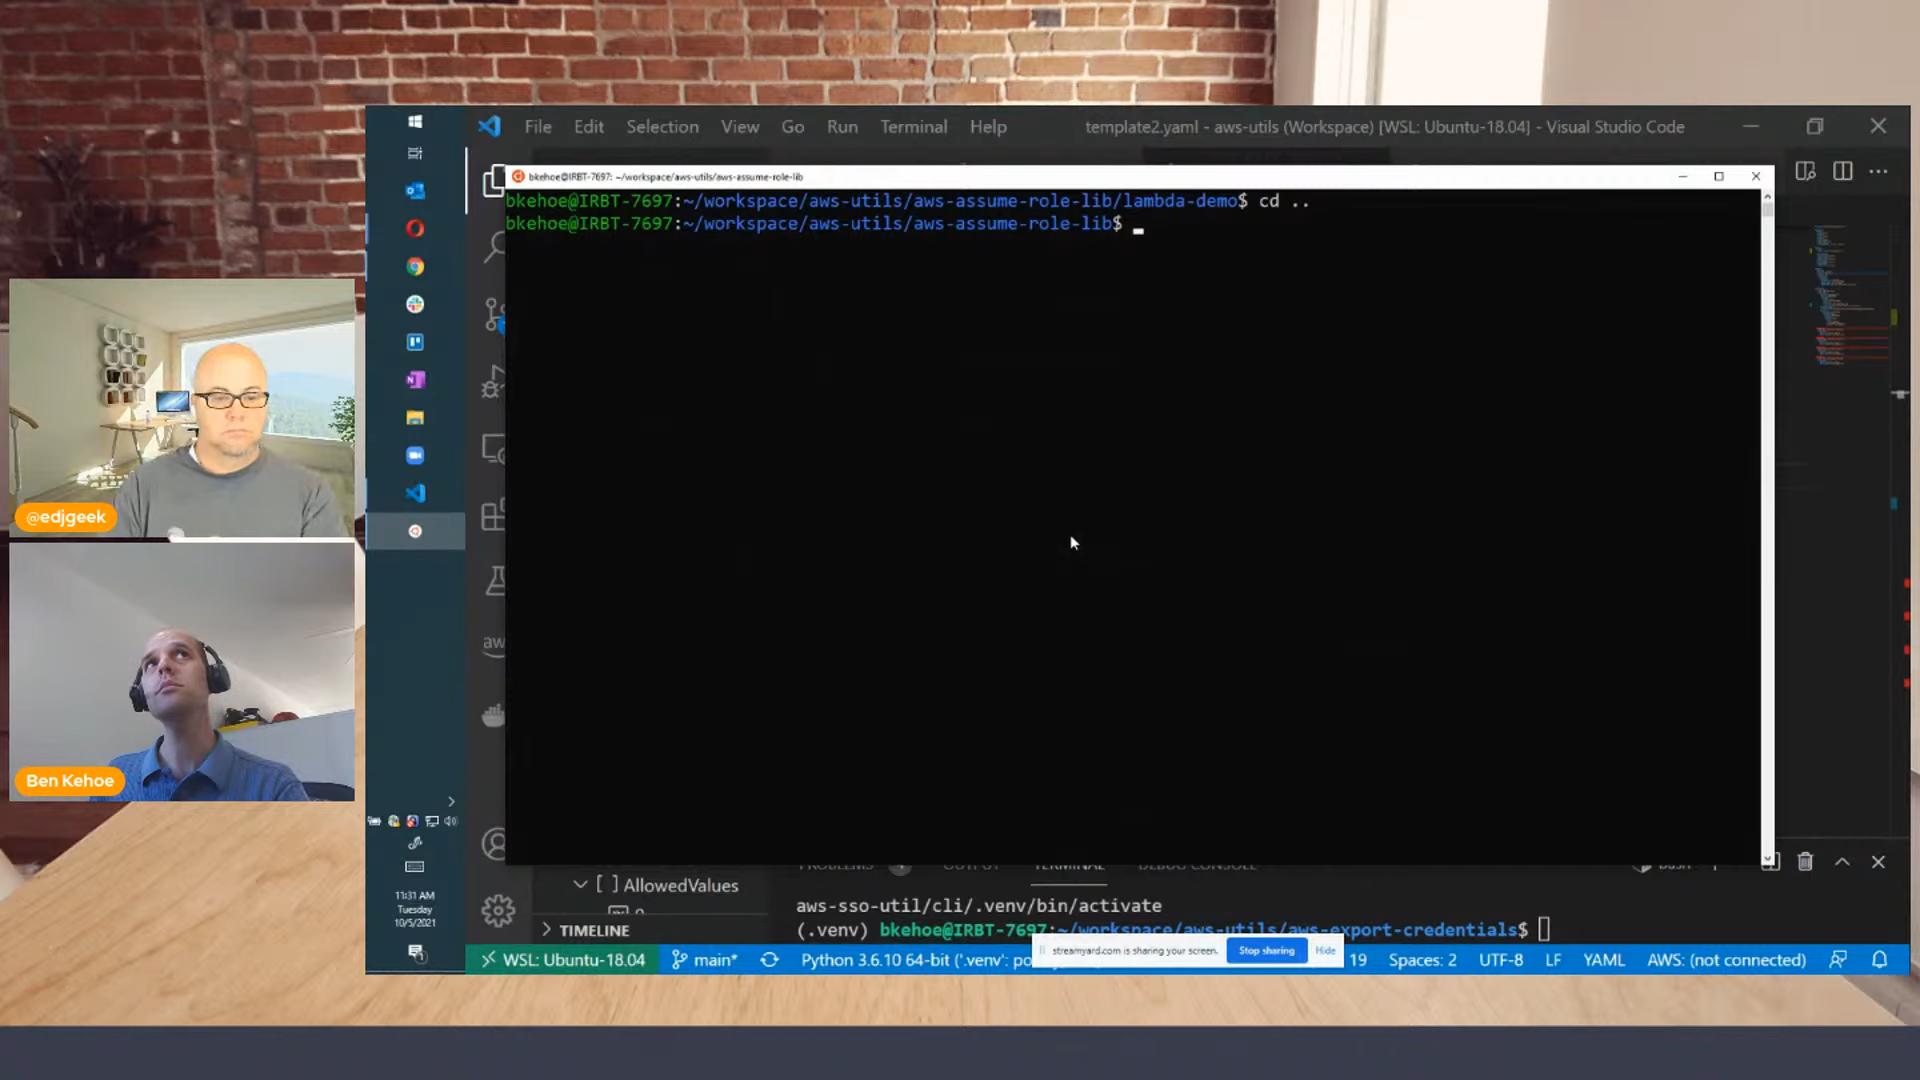 File Edit Selection View Go Run Terminal Help
template2.yaml - aws-utils (Workspace) [WSL: Ubuntu-18.04] - Visual Studio Code
bkehoe@IRBT-7697: ~/workspace/aws-utils/aws-assume-role-lib
bkehoe@IRBT-7697:~/workspace/aws-utils/aws-assume-role-lib/lambda-demo$ cd ..
bkehoe@IRBT-7697:~/workspace/aws-utils/aws-assume-role-lib$
@edjgeek
Ben Kehoe
aws
11:31 AM
Tuesday
10/5/2021
PROBLEMS
OUTPUT
TERMINAL
DEBUG CONSOLE
[ ] AllowedValues
TIMELINE
aws-sso-util/cli/.venv/bin/activate
(.venv) bkehoe@IRBT-7697:~/workspace/aws-utils/aws-export-credentials$
streamyard.com is sharing your screen. Stop sharing Hide
WSL: Ubuntu-18.04 main* Python 3.6.10 64-bit ('.venv': po 19 Spaces: 2 UTF-8 LF YAML AWS: (not connected)